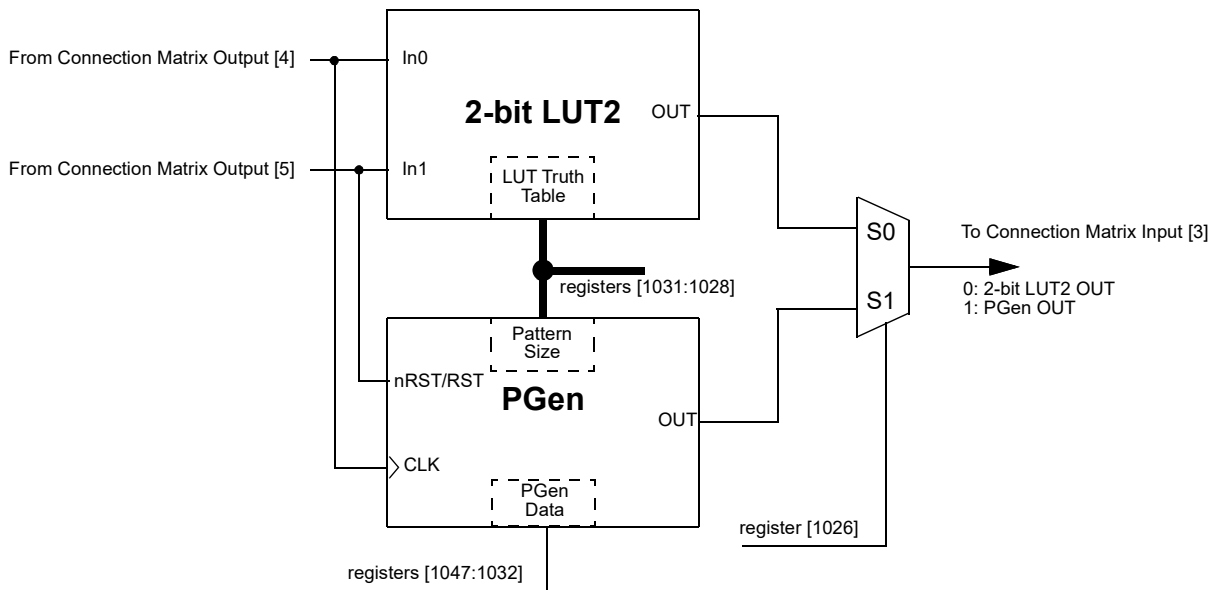 From Connection Matrix Output [4]
In0
2-bit LUT2
OUT
From Connection Matrix Output [5]
In1
LUT Truth
Table
S0
To Connection Matrix Input [3]
registers [1031:1028]
0: 2-bit LUT2 OUT
S1
1: PGen OUT
Pattern
Size
nRST/RST
PGen
OUT
CLK
PGen
Data
register [1026]
registers [1047:1032]